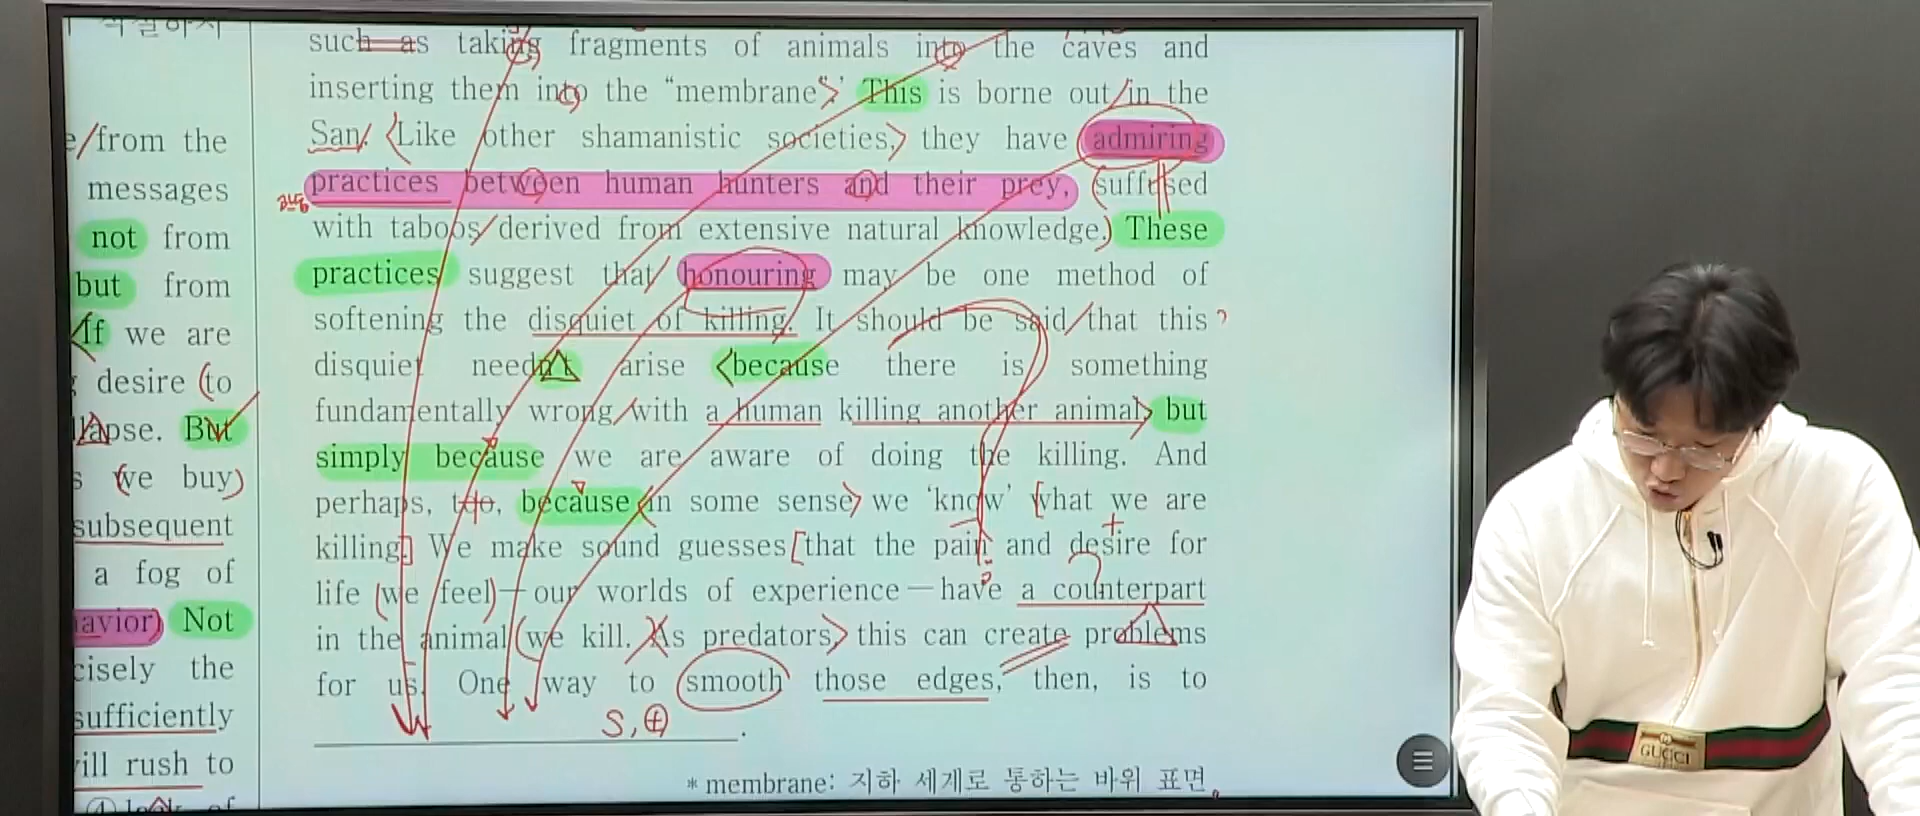 from the
messages
not from
but from
If we are
desire (to
But
we buy)
subsequent
a fog of
Not
the
sufficiently
rush to
such as taking fragments of animals into the caves and
inserting them into the “membrane”.’ This is borne out in the
San. Like other shamanistic societies, they have admiring
practices between human hunters and their prey, suffused
with taboos derived from extensive natural knowledge. These
practices suggest that honouring may be one method of
softening the disquiet of killing. It should be said that this
disquiet needn’t arise because there is something
fundamentally wrong with a human killing another animal, but
simply because we are aware of doing the killing. And
perhaps, too, because in some sense we ‘know’ what we are
killing. We make sound guesses that the pain and desire for
life we feel — our worlds of experience — have a counterpart
in the animal we kill. As predators, this can create problems
for us. One way to smooth those edges, then, is to
S, +
* membrane: 지하 세계로 통하는 바위 표면
GUCCI